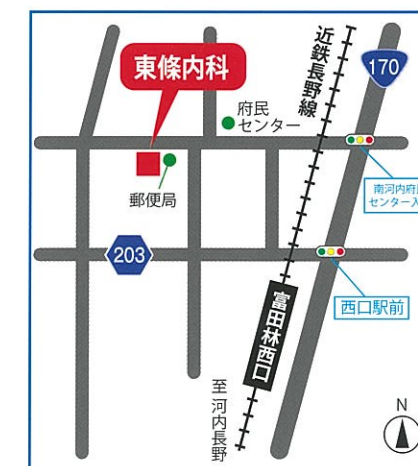 東條内科
近鉄長野線
170
府民
センター
郵便局
南河内府民
センター入
203
西口駅前
富田林西口
至河内長野
N